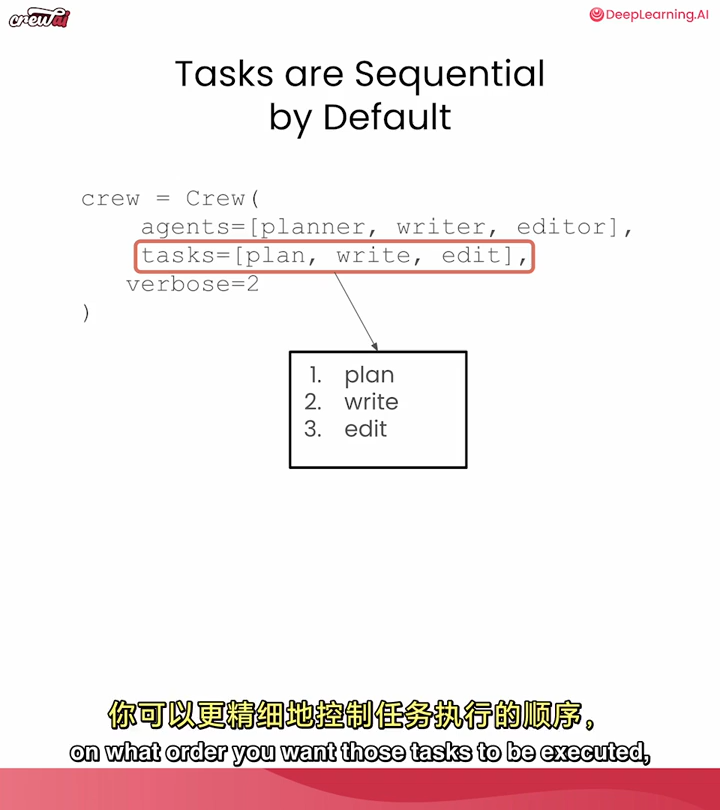 crewai
DeepLearning.AI
Tasks are Sequential
by Default
crew = Crew(
agents=[planner, writer, editor],
tasks=[plan, write, edit],
verbose=2
)
1. plan
2. write
3. edit
你可以更精细地控制任务执行的顺序，
on what order you want those tasks to be executed,